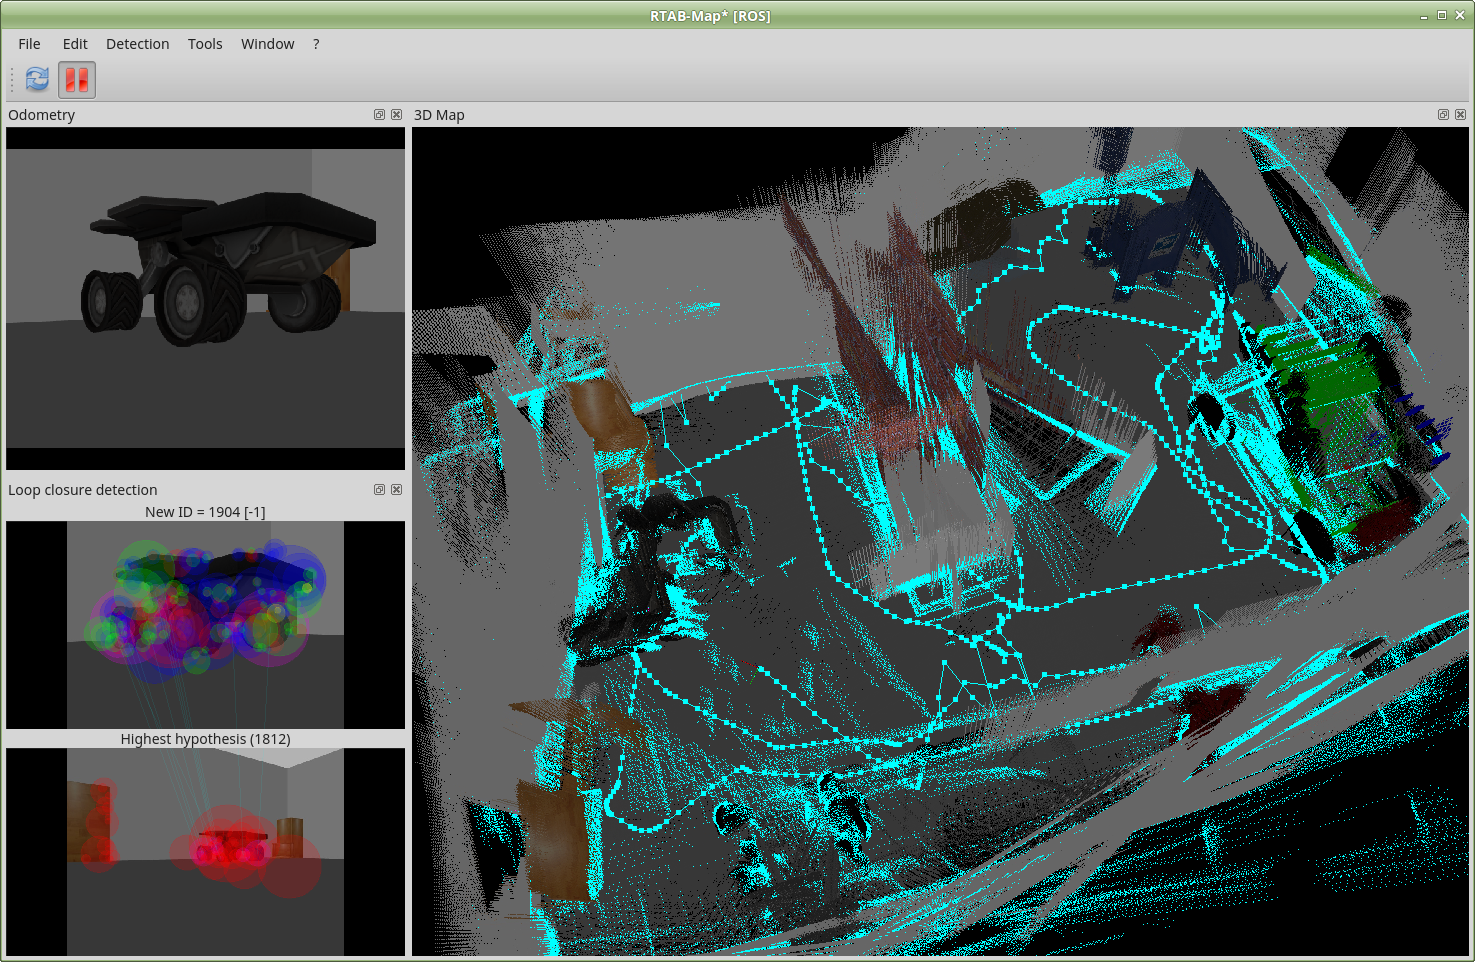 RTAB-Map* [ROS]
File Edit Detection Tools Window ?
Odometry
3D Map
Loop closure detection
New ID = 1904 [-1]
Highest hypothesis (1812)